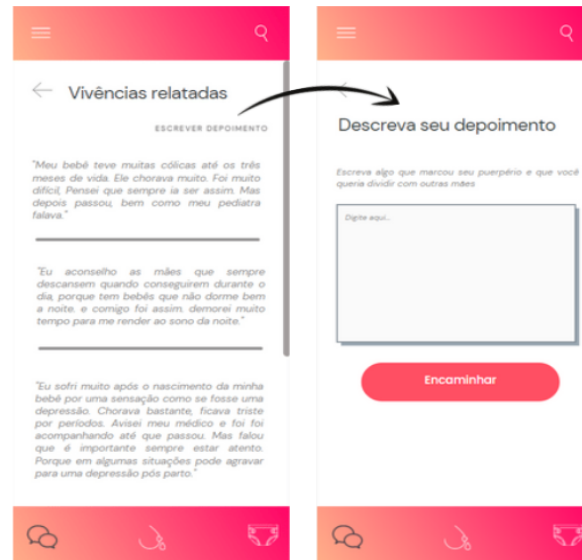 Vivências relatadas
ESCREVER DEPOIMENTO
"Meu bebê teve muitas cólicas até os três
meses de vida. Ele chorava muito. Foi muito
difícil, Pensei que sempre ia ser assim. Mas
depois passou, bem como meu pediatra
falava."
"Eu aconselho as mães que sempre
descansem quando conseguirem durante o
dia, porque tem bebês que não dorme bem
a noite. e comigo foi assim. demorei muito
tempo para me render ao sono da noite."
"Eu sofri muito após o nascimento da minha
bebê por uma sensação como se fosse uma
depressão. Chorava bastante, ficava triste
por períodos. Avisei meu médico e foi foi
acompanhando até que passou. Mas falou
que é importante sempre estar atento.
Porque em algumas situações pode agravar
para uma depressão pós parto."
Descreva seu depoimento
Escreva algo que marcou seu puerpério e que você
queria dividir com outras mães
Digite aqui...
Encaminhar